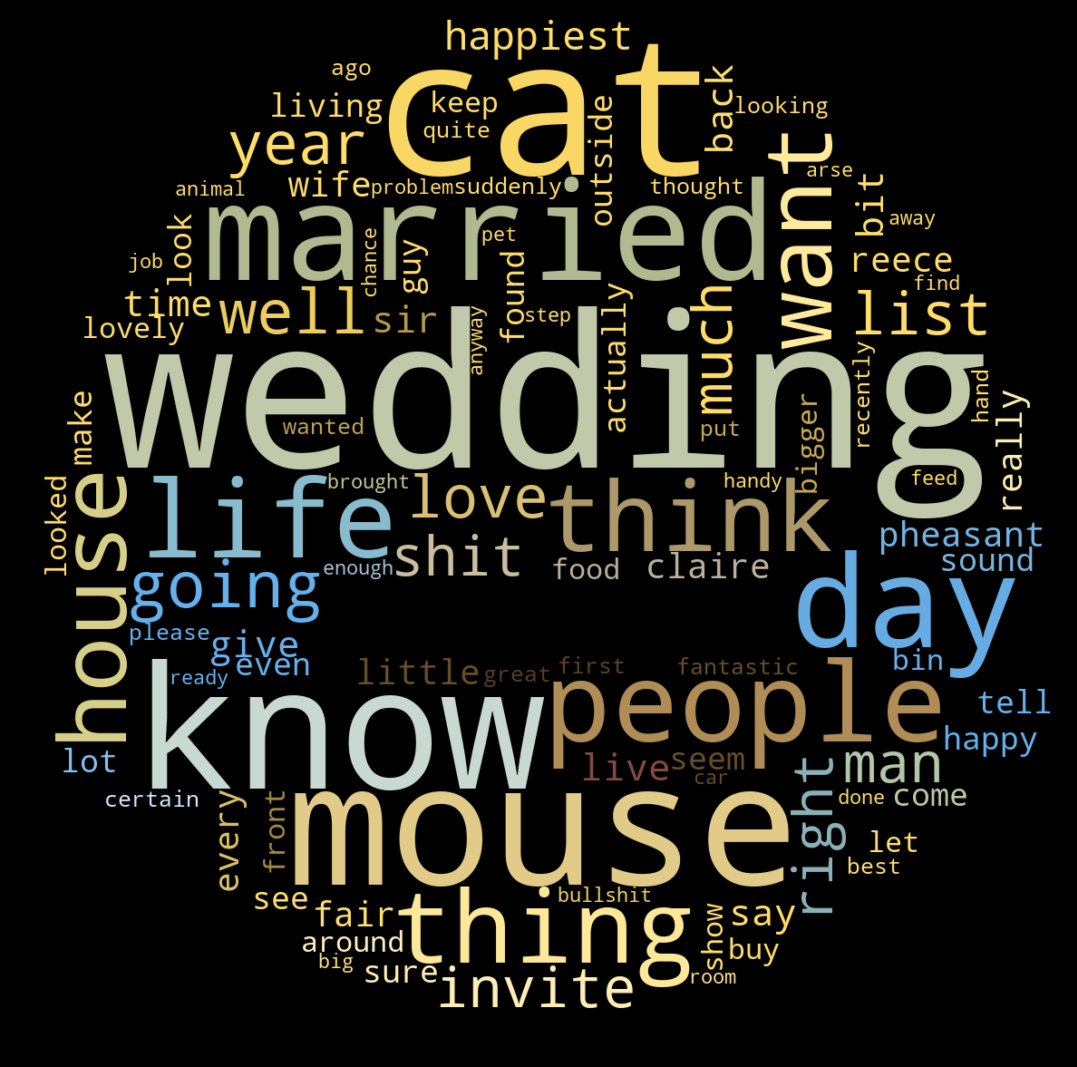 happiest
ago
cat
living
keep
back
looking
year
quite
outside
want
arse
animal
wife
problem
suddenly
thought
bit
away
married
look
chance
guy
pet
job
reece
find
time
well
sir
found
step
actually
much
list
lovely
anyway
recently
hand
wedding
make
wanted
put
bigger
really
looked
house
life
brought
love
think
handy
feed
pheasant
shit
food
claire
sound
going
enough
day
please
give
even
bin
ready
little
great
first
fantastic
know
people
tell
happy
lot
live
seem
car
man
certain
every
front
mouse
right
done
come
let
best
see
fair
thing
bullshit
show
say
around
buy
big
sure
invite
room